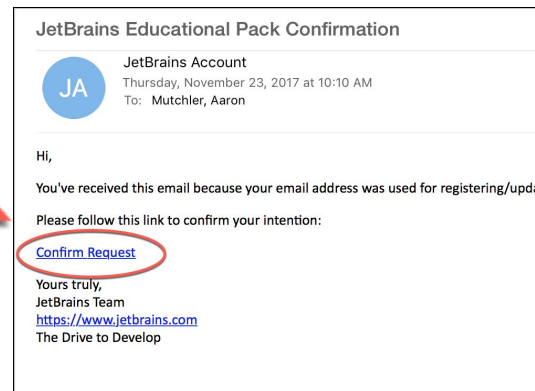 JetBrains Educational Pack Confirmation
JA
JetBrains Account
Thursday, November 23, 2017 at 10:10 AM
To: Mutchler, Aaron
Hi,
You've received this email because your email address was used for registering/upda
Please follow this link to confirm your intention:
Confirm Request
Yours truly,
JetBrains Team
https://www.jetbrains.com
The Drive to Develop